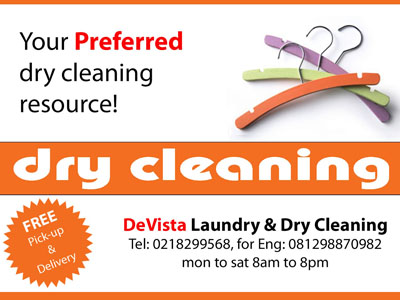 Your Preferred
dry cleaning
resource!
dry cleaning
FREE
Pick-up
&
Delivery
DeVista Laundry & Dry Cleaning
Tel: 0218299568, for Eng: 081298870982
mon to sat 8am to 8pm